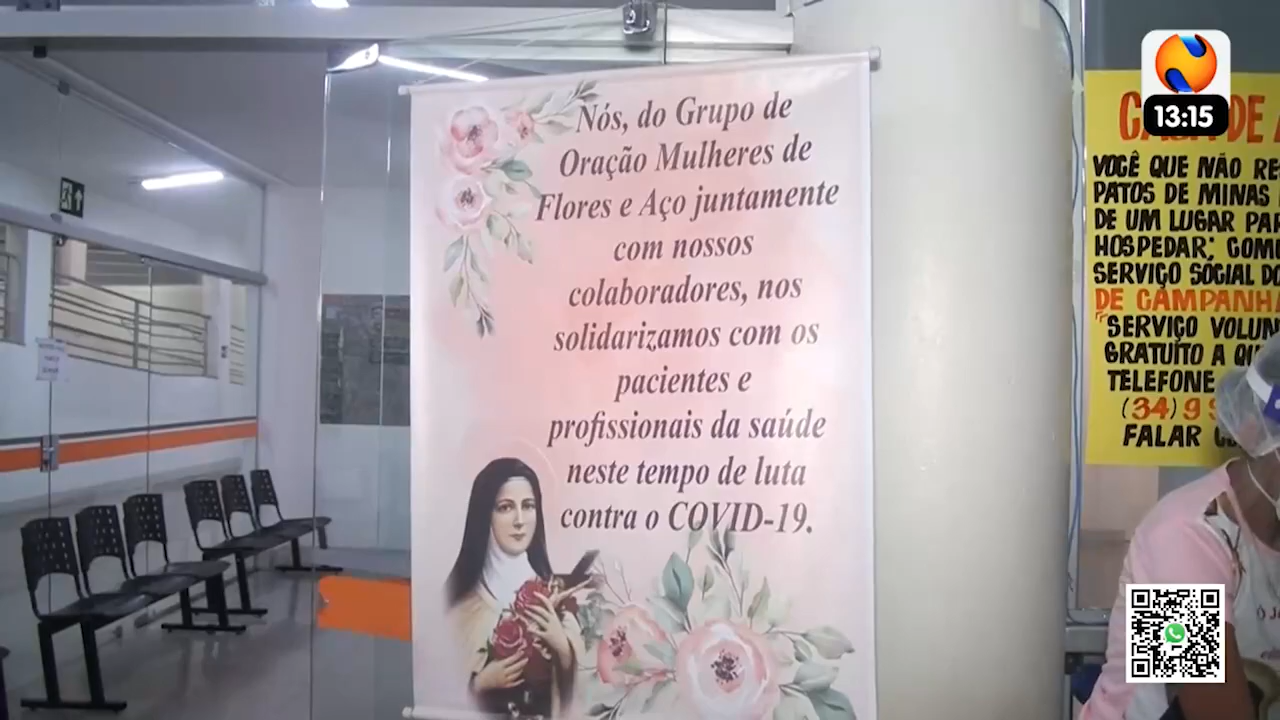 Nós, do Grupo de
Oração Mulheres de
Flores e Aço juntamente
com nossos
colaboradores, nos
solidarizamos com os
pacientes e
profissionais da saúde
neste tempo de luta
contra o COVID-19.
13:15
DE
VOCÊ QUE NÃO
PATOS DE MINAS
DE UM LUGAR
HOSPEDAR;
SERVIÇO SOCIAL
DE CAMPANHA
SERVIÇO
GRATUÍTO A
TELEFONE
(34) 9
FALAR